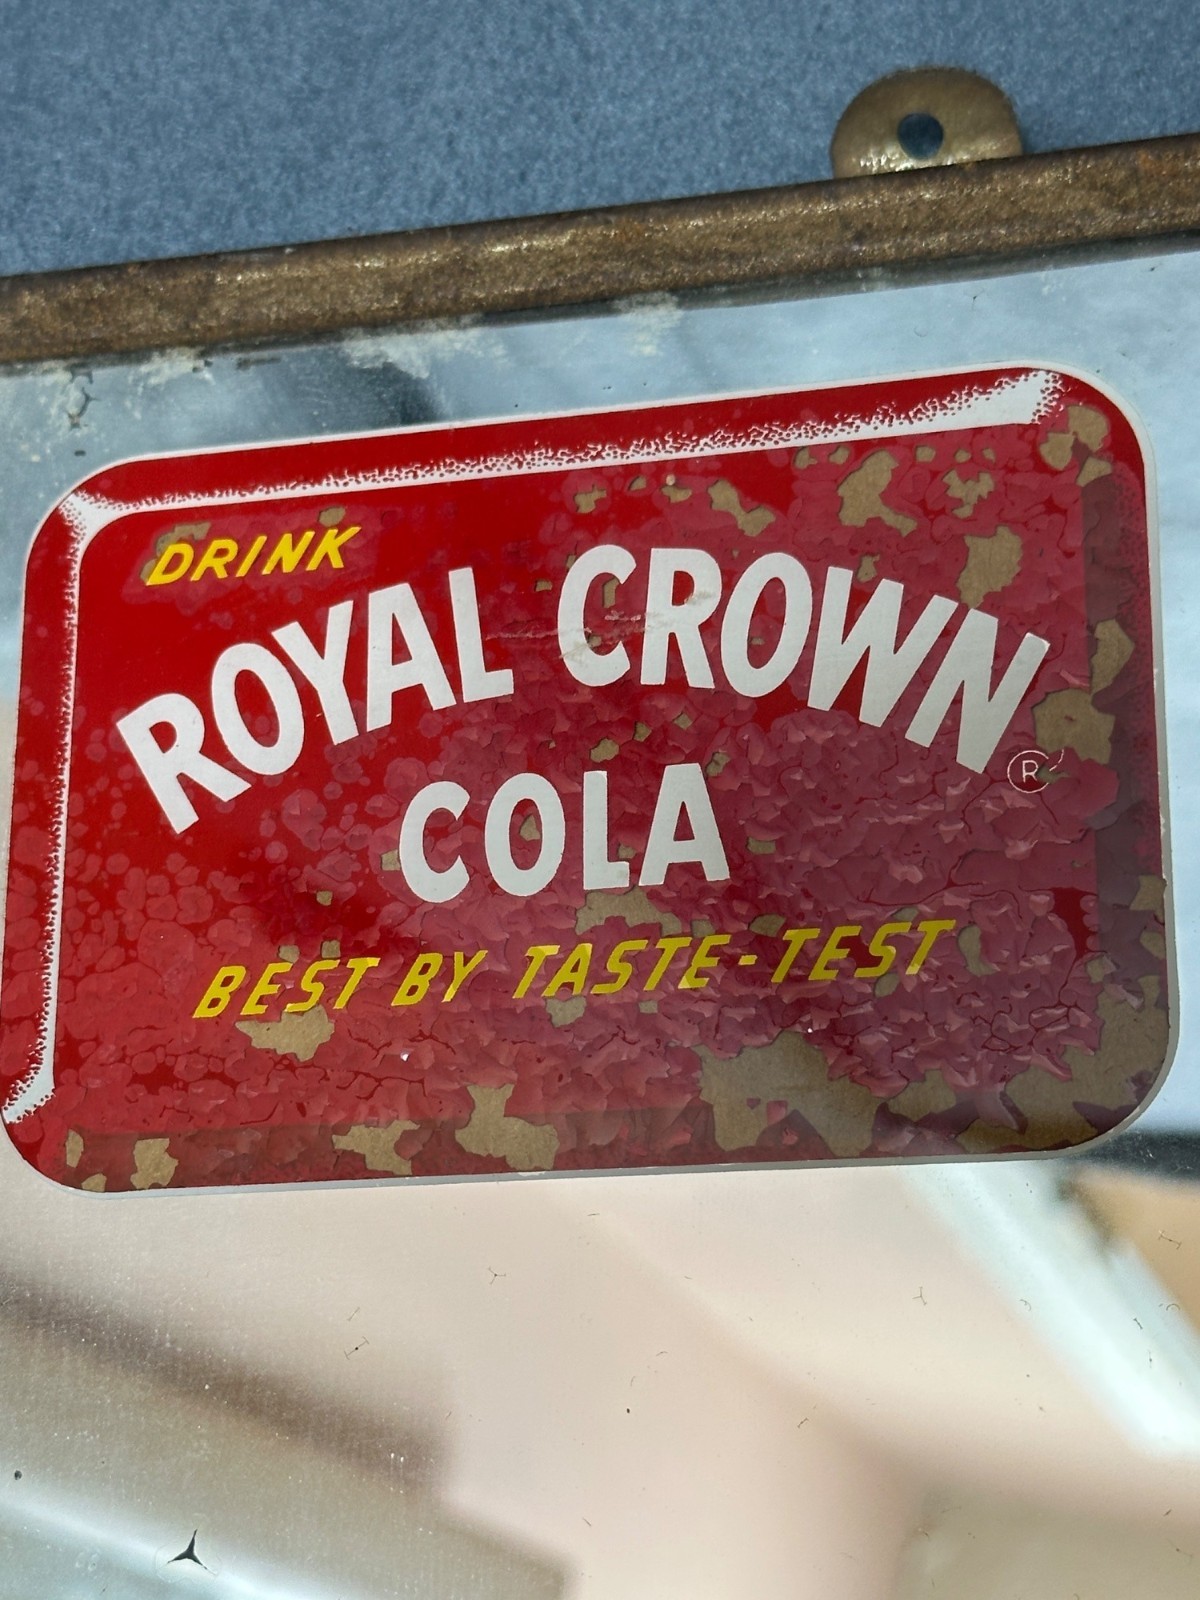 DRINK
ROYAL CROWN
COLA
®
BEST BY TASTE-TEST